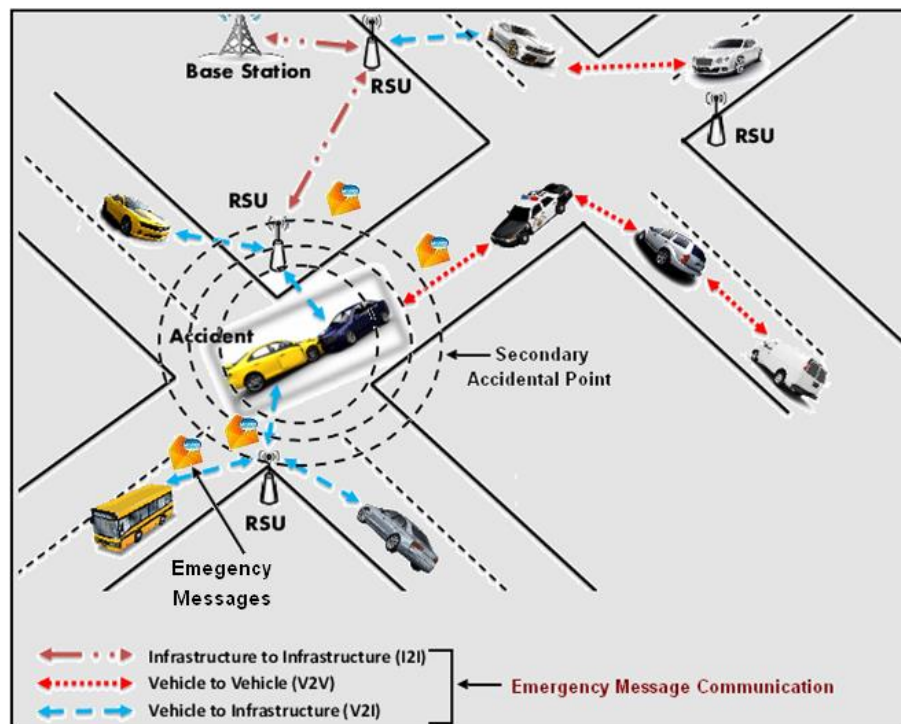 Base Station
RSU
RSU
RSU
Accident
Secondary
Accidental Point
RSU
Emegency
Messages
Infrastructure to Infrastructure (I2I)
Vehicle to Vehicle (V2V)
Emergency Message Communication
Vehicle to Infrastructure (V2I)